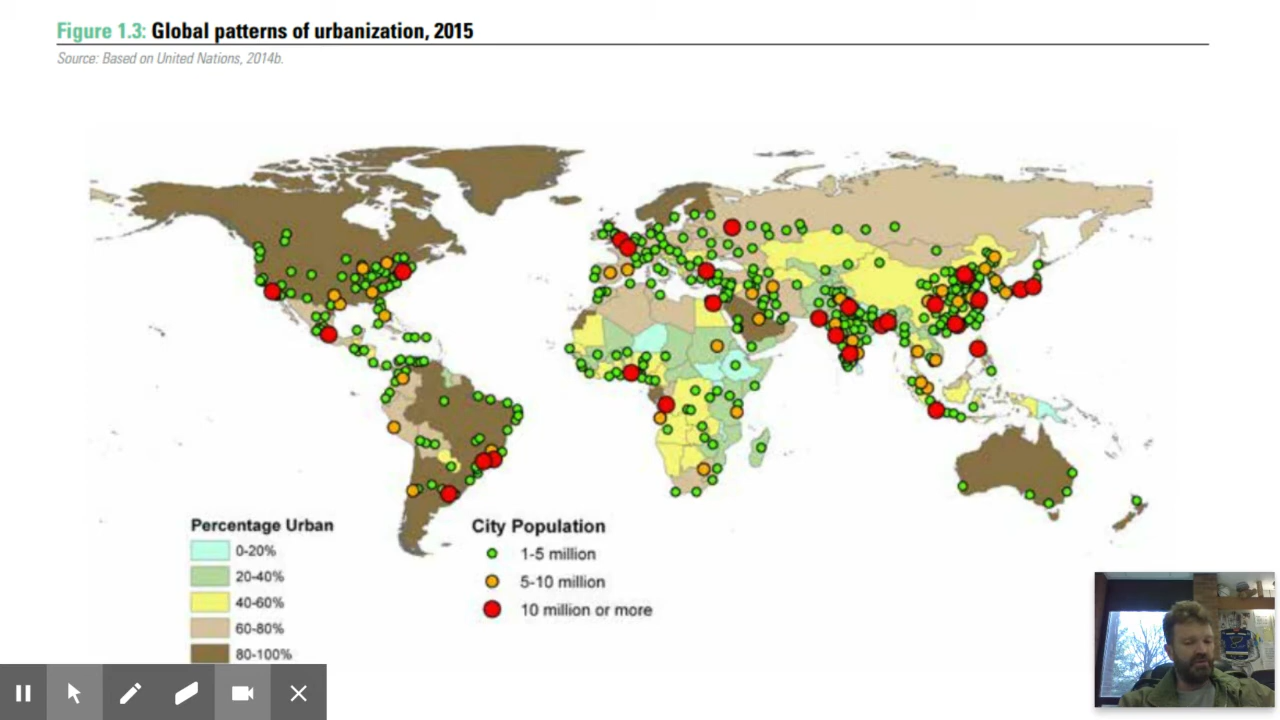 Figure 1.3: Global patterns of urbanization, 2015
Source: Based on United Nations, 2014b.
Percentage Urban
0-20%
20-40%
40-60%
60-80%
80-100%
City Population
1-5 million
5-10 million
10 million or more